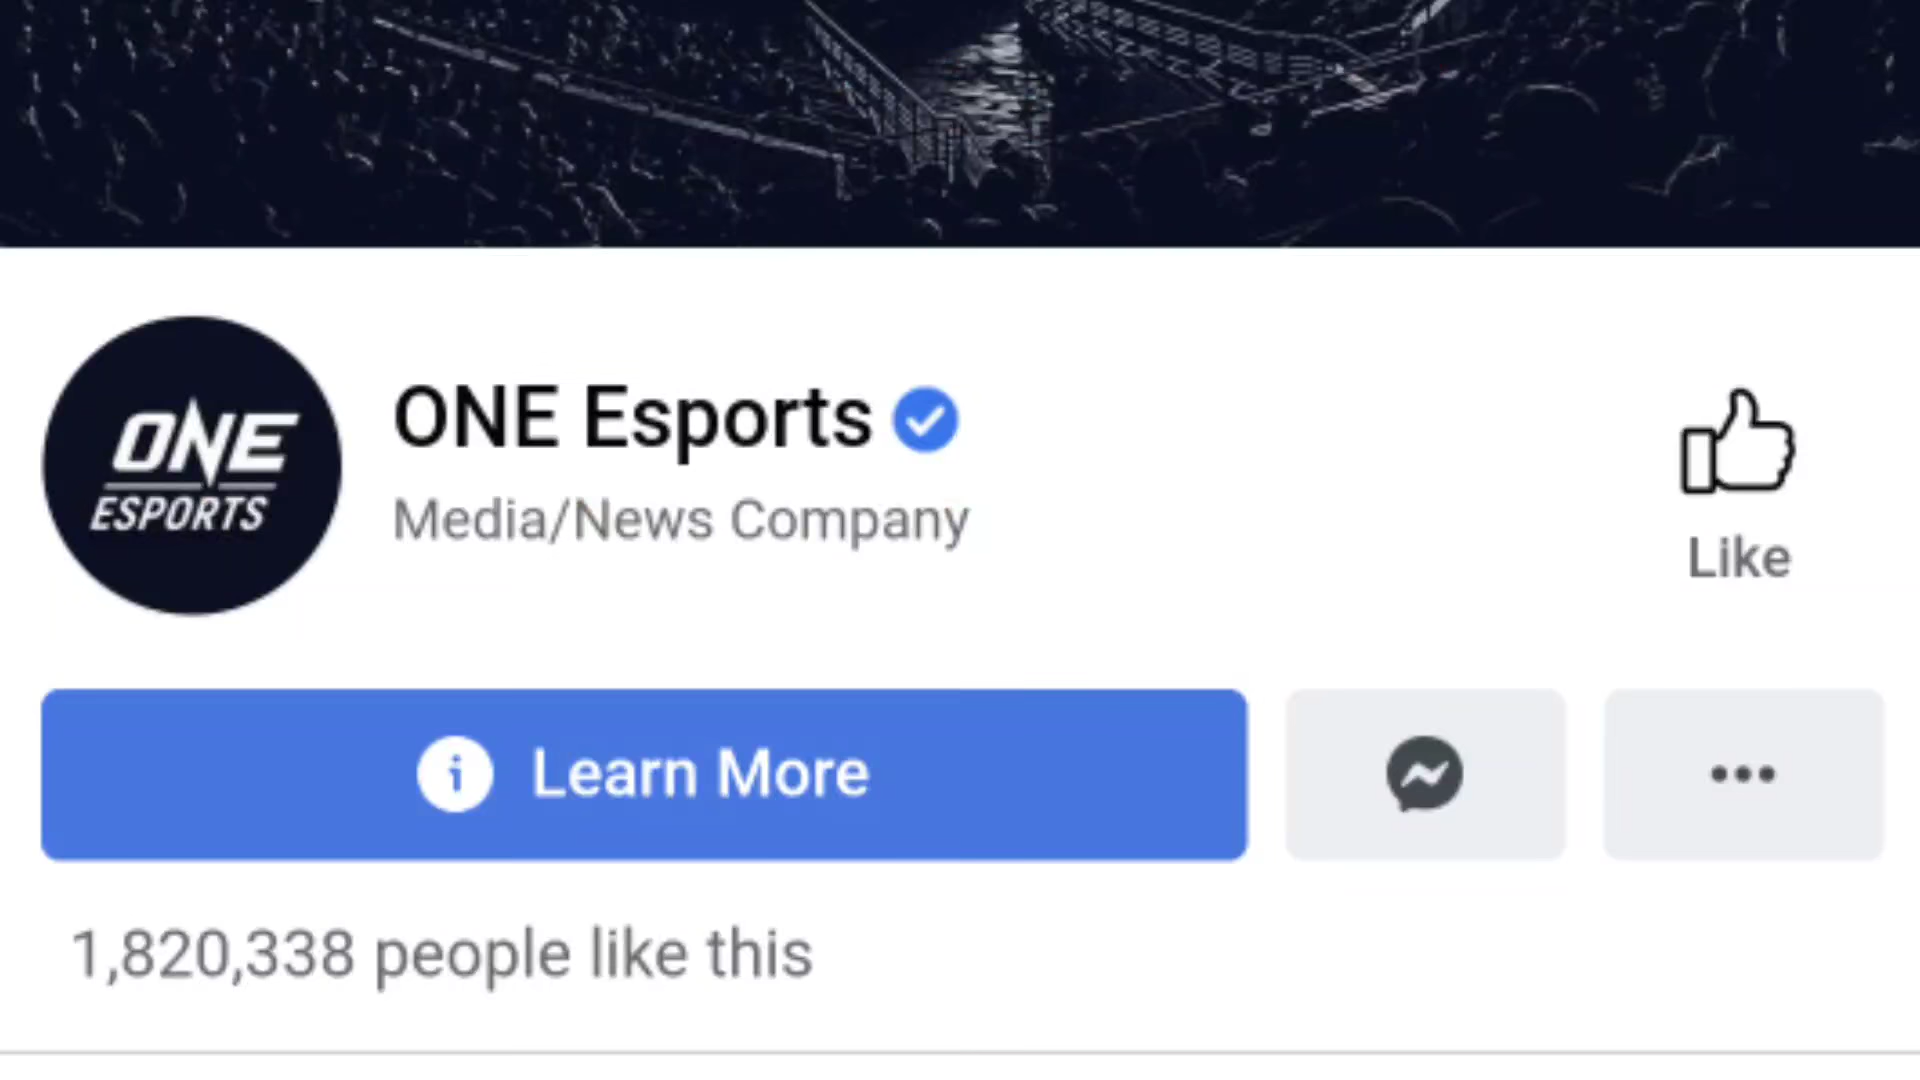 ONE
ESPORTS
ONE Esports
Media/News Company
Like
Learn More
1,820,338 people like this